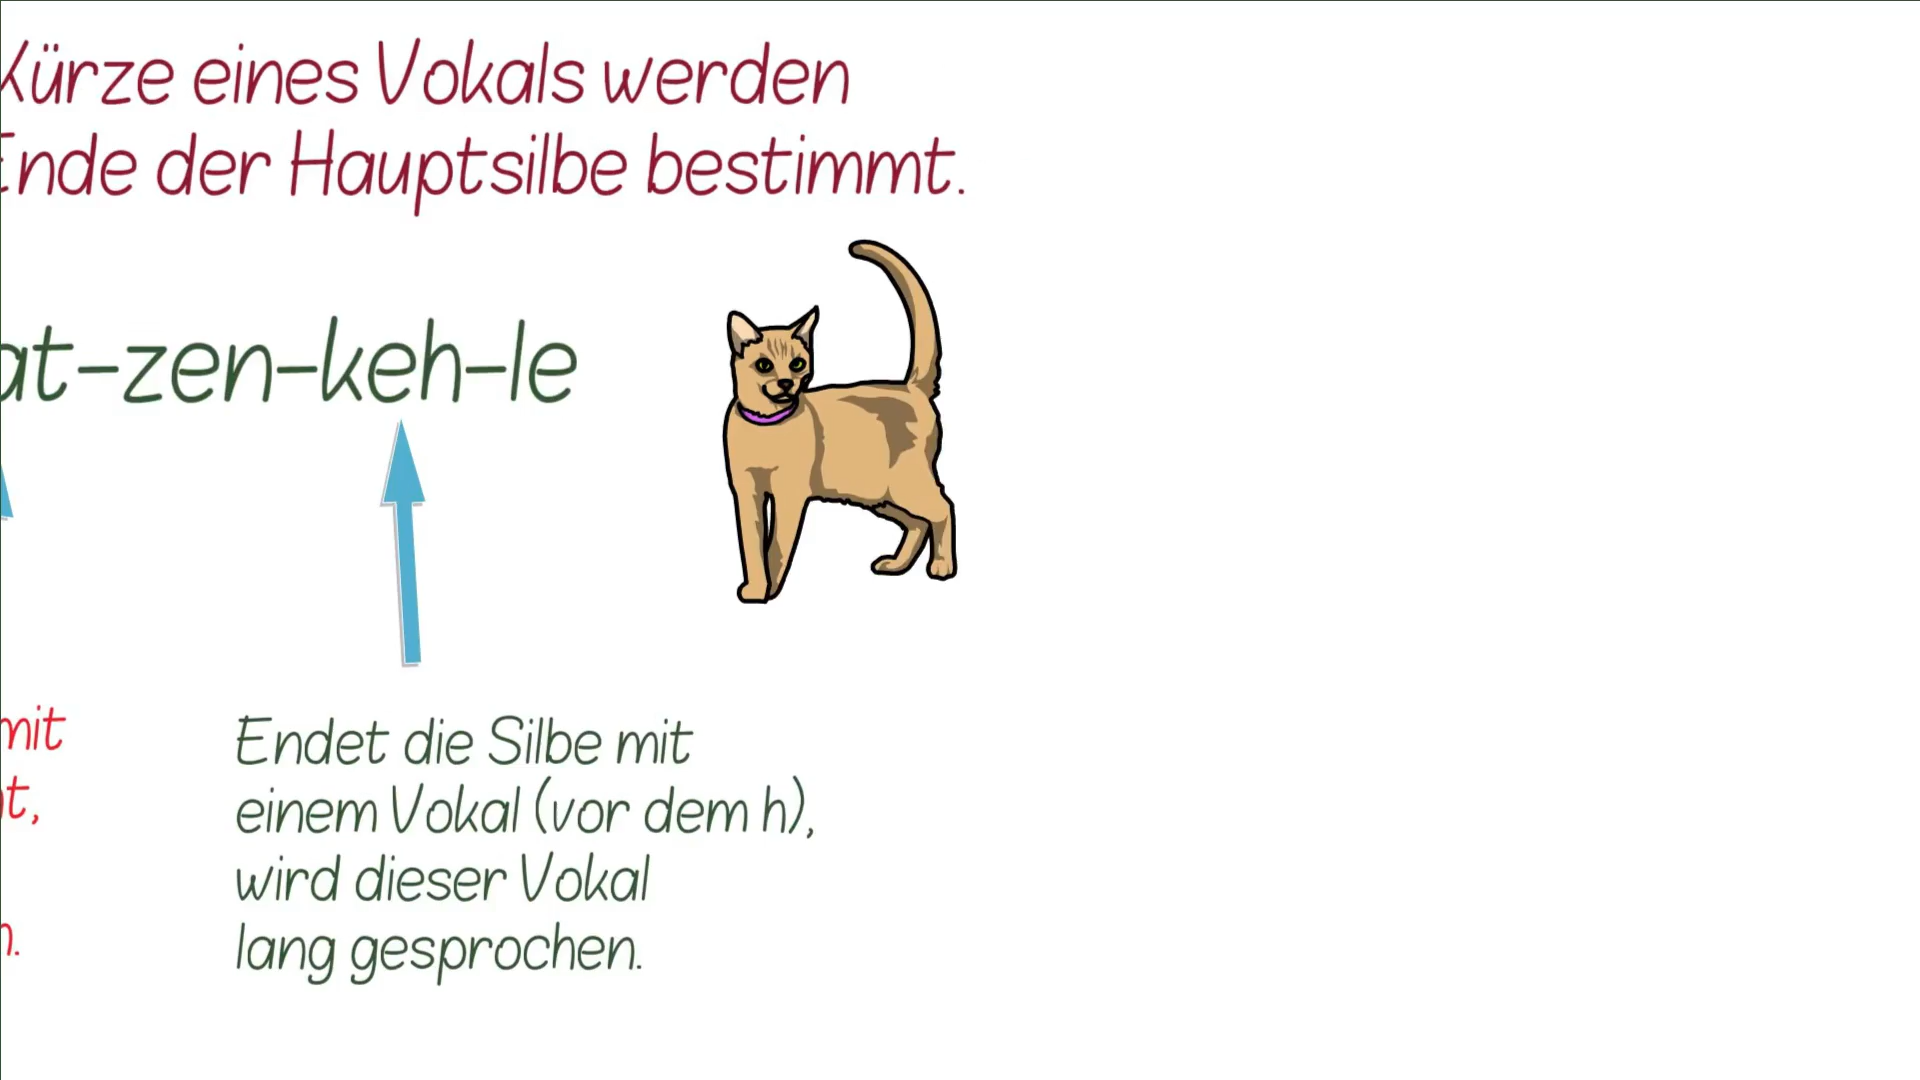 Kürze eines Vokals werden
Ende der Hauptsilbe bestimmt.
at-zen-keh-le
mit
t,
Endet die Silbe mit
einem Vokal (vor dem h),
wird dieser Vokal
lang gesprochen.
n.